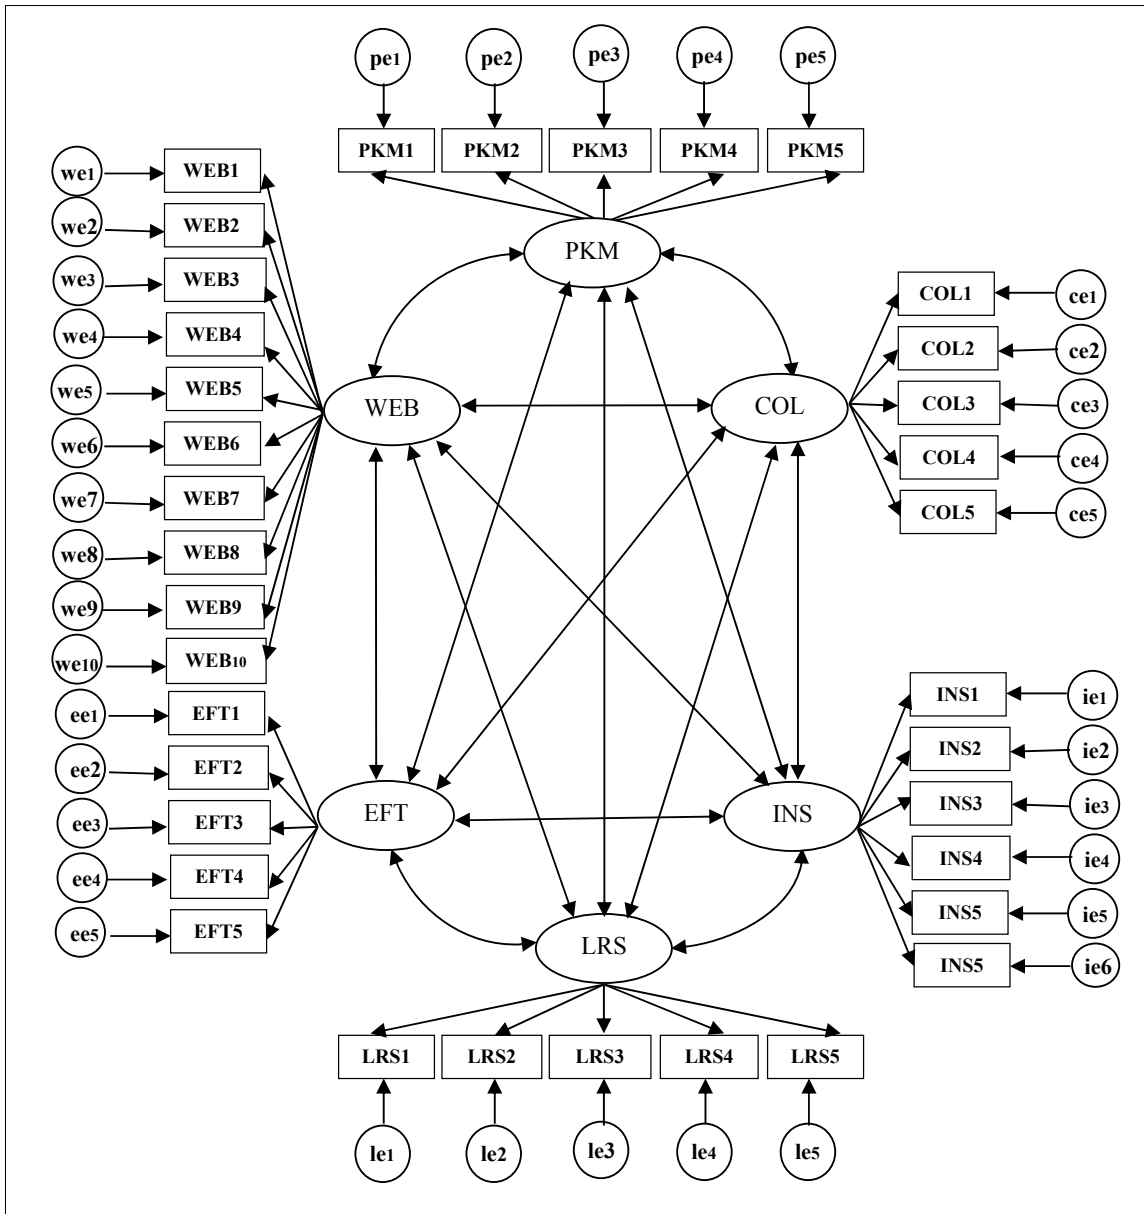 pe1 pe2 pe3 pe4 pe5
PKM1 PKM2 PKM3 PKM4 PKM5
we1 WEB1
we2 WEB2
we3 WEB3
we4 WEB4
we5 WEB5
we6 WEB6
we7 WEB7
we8 WEB8
we9 WEB9
we10 WEB10
PKM
WEB
COL
COL1 ce1
COL2 ce2
COL3 ce3
COL4 ce4
COL5 ce5
ee1 EFT1
ee2 EFT2
ee3 EFT3
ee4 EFT4
ee5 EFT5
EFT
INS
INS1 ie1
INS2 ie2
INS3 ie3
INS4 ie4
INS5 ie5
INS5 ie6
LRS
LRS1 LRS2 LRS3 LRS4 LRS5
le1 le2 le3 le4 le5